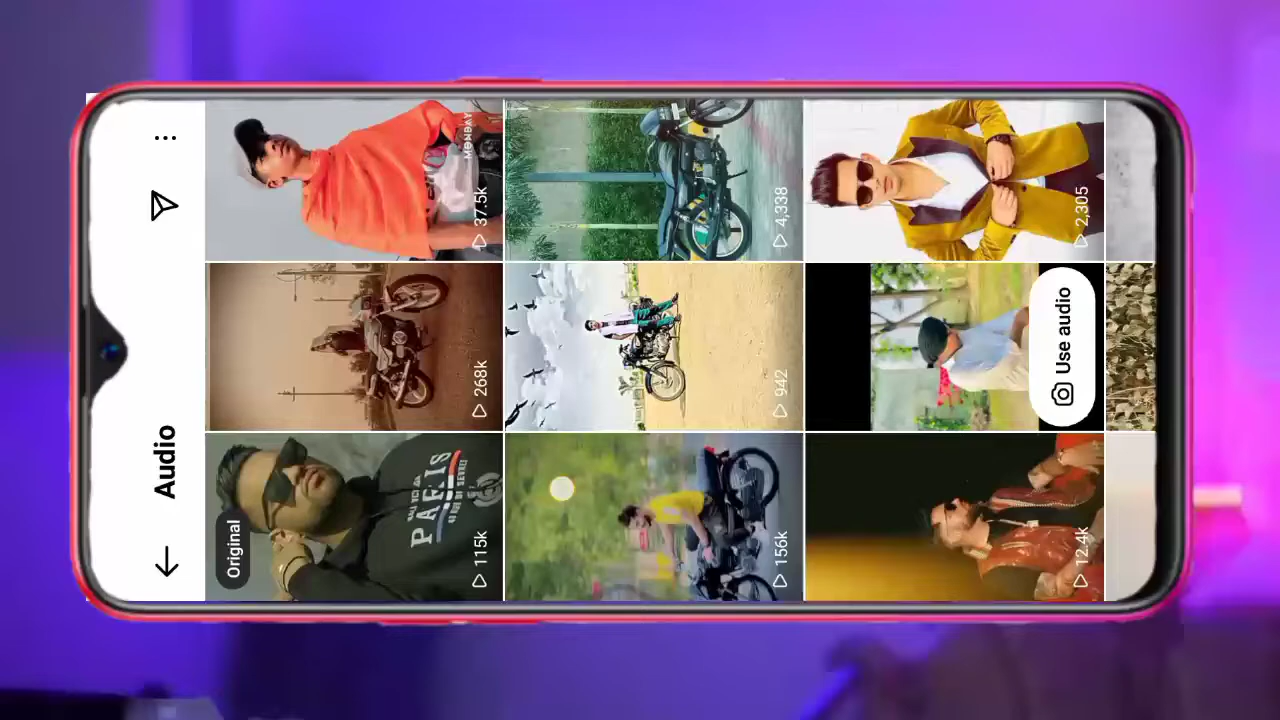 Audio
Original
115k
268k
MONDAY
37.5k
PARIS
156k
942
4,338
12.4k
Use audio
2,305